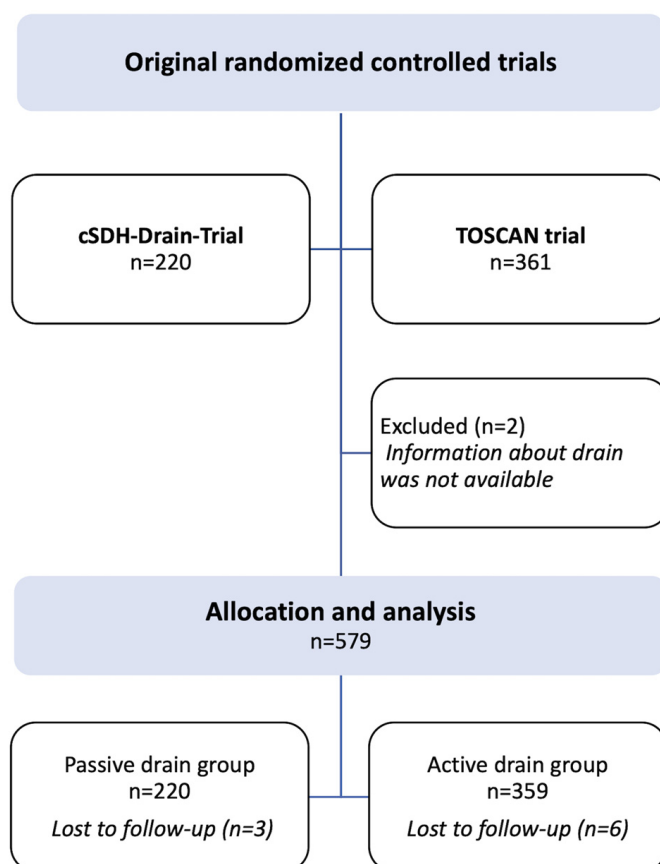 Original randomized controlled trials
cSDH-Drain-Trial
n=220
TOSCAN trial
n=361
Excluded (n=2)
Information about drain
was not available
Allocation and analysis
n=579
Passive drain group
n=220
Lost to follow-up (n=3)
Active drain group
n=359
Lost to follow-up (n=6)